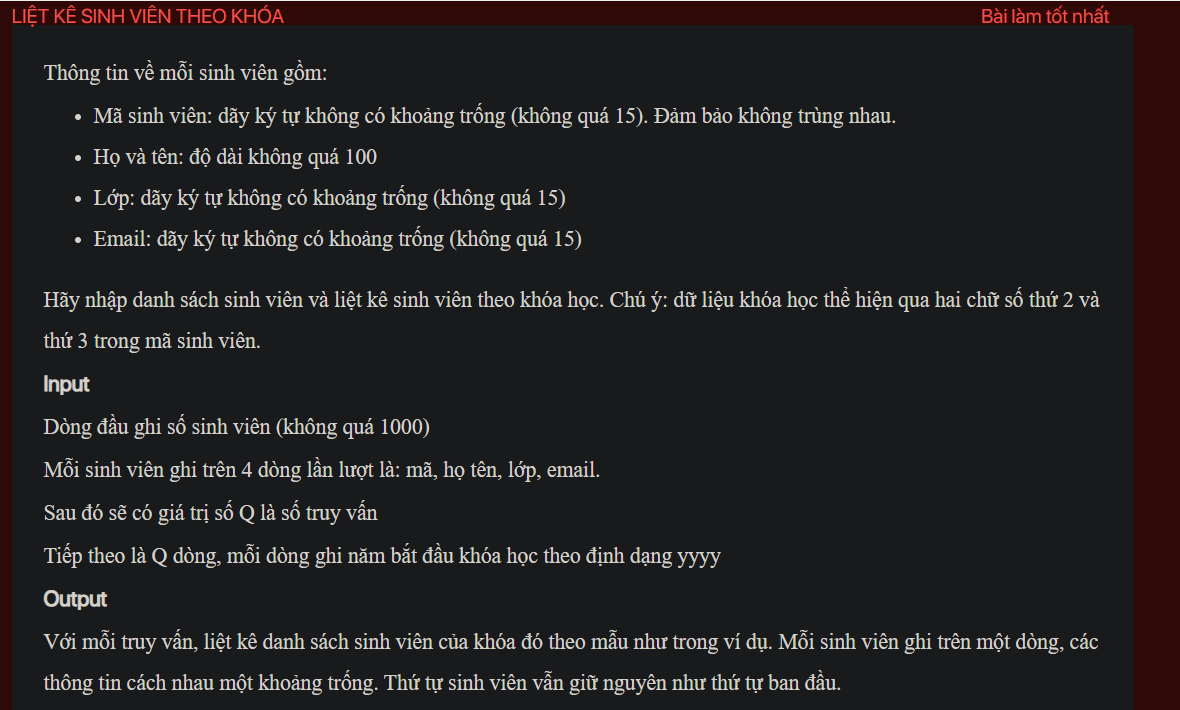 LIỆT KÊ SINH VIÊN THEO KHÓA Bài làm tốt nhất
Thông tin về mỗi sinh viên gồm:
• Mã sinh viên: dãy ký tự không có khoảng trống (không quá 15). Đảm bảo không trùng nhau.
• Họ và tên: độ dài không quá 100
• Lớp: dãy ký tự không có khoảng trống (không quá 15)
• Email: dãy ký tự không có khoảng trống (không quá 15)
Hãy nhập danh sách sinh viên và liệt kê sinh viên theo khóa học. Chú ý: dữ liệu khóa học thể hiện qua hai chữ số thứ 2 và
thứ 3 trong mã sinh viên.
Input
Dòng đầu ghi số sinh viên (không quá 1000)
Mỗi sinh viên ghi trên 4 dòng lần lượt là: mã, họ tên, lớp, email.
Sau đó sẽ có giá trị số Q là số truy vấn
Tiếp theo là Q dòng, mỗi dòng ghi năm bắt đầu khóa học theo định dạng yyyy
Output
Với mỗi truy vấn, liệt kê danh sách sinh viên của khóa đó theo mẫu như trong ví dụ. Mỗi sinh viên ghi trên một dòng, các
thông tin cách nhau một khoảng trống. Thứ tự sinh viên vẫn giữ nguyên như thứ tự ban đầu.